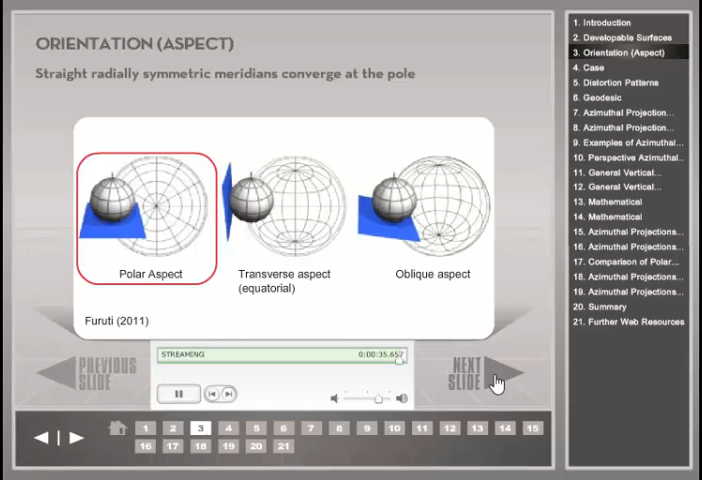 ORIENTATION (ASPECT)
Straight radially symmetric meridians converge at the pole
Polar Aspect
Transverse aspect
(equatorial)
Oblique aspect
Furuti (2011)
PREVIOUS
SLIDE
STREAMING 0:00:35.657
NEXT
SLIDE
1 2 3 4 5 6 7 8 9 10 11 12 13 14 15
16 17 18 19 20 21
1. Introduction
2. Developable Surfaces
3. Orientation (Aspect)
4. Case
5. Distortion Patterns
6. Geodesic
7. Azimuthal Projection...
8. Azimuthal Projection...
9. Examples of Azimuthal...
10. Perspective Azimuthal...
11. General Vertical...
12. General Vertical...
13. Mathematical
14. Mathematical
15. Azimuthal Projections...
16. Azimuthal Projections...
17. Comparison of Polar...
18. Azimuthal Projections...
19. Azimuthal Projections...
20. Summary
21. Further Web Resources